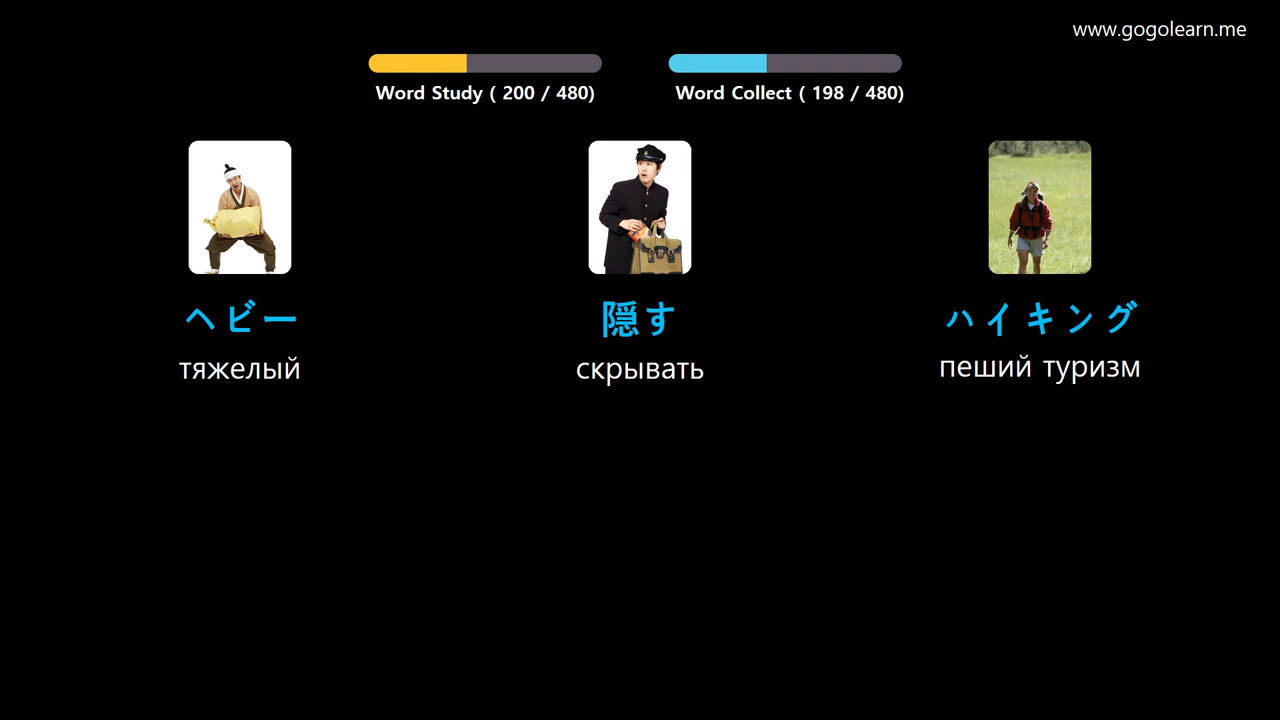 www.gogolearn.me
Word Study ( 200 / 480)
Word Collect ( 198 / 480)
ヘビー
тяжелый
隠す
скрывать
ハイキング
пеший туризм